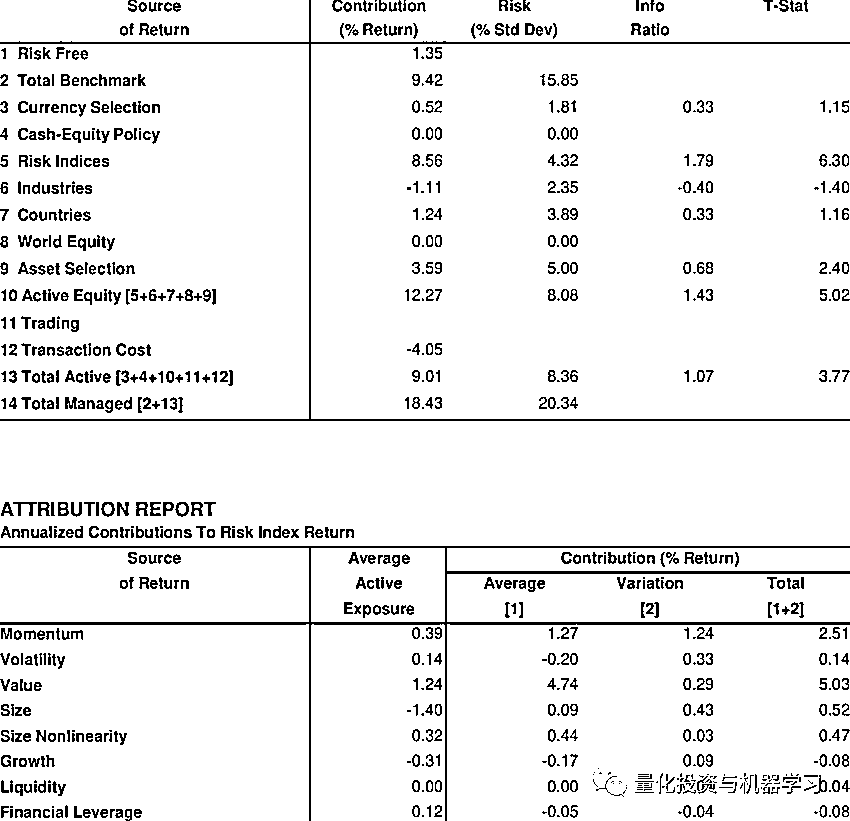 Source Contribution Risk Info T-Stat
of Return (% Return) (% Std Dev) Ratio
1 Risk Free 1.35
2 Total Benchmark 9.42 15.85
3 Currency Selection 0.52 1.81 0.33 1.15
4 Cash-Equity Policy 0.00 0.00
5 Risk Indices 8.56 4.32 1.79 6.30
6 Industries -1.11 2.35 -0.40 -1.40
7 Countries 1.24 3.89 0.33 1.16
8 World Equity 0.00 0.00
9 Asset Selection 3.59 5.00 0.68 2.40
10 Active Equity [5+6+7+8+9] 12.27 8.08 1.43 5.02
11 Trading
12 Transaction Cost -4.05
13 Total Active [3+4+10+11+12] 9.01 8.36 1.07 3.77
14 Total Managed [2+13] 18.43 20.34
ATTRIBUTION REPORT
Annualized Contributions To Risk Index Return
Source Average Contribution (% Return)
of Return Active Average Variation Total
Exposure [1] [2] [1+2]
Momentum 0.39 1.27 1.24 2.51
Volatility 0.14 -0.20 0.33 0.14
Value 1.24 4.74 0.29 5.03
Size -1.40 0.09 0.43 0.52
Size Nonlinearity 0.32 0.44 0.03 0.47
Growth -0.31 -0.17 0.09 -0.08
Liquidity 0.00 0.00
量化投资与机器学习
Financial Leverage 0.12 -0.05 -0.04 -0.08